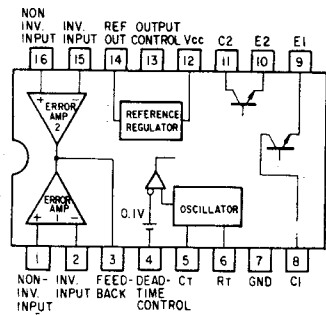 NON INV. INPUT
INV. INPUT
REF OUT
OUTPUT CONTROL
Vcc
C2
E2
E1
16 15 14 13 12 11 10 9
+ -
ERROR AMP 2
REFERENCE REGULATOR
ERROR AMP 1
+ -
0.1V
OSCILLATOR
1 2 3 4 5 6 7 8
NON-INV. INPUT
INV. INPUT
FEED-BACK
DEAD-TIME CONTROL
CT
RT
GND
C1